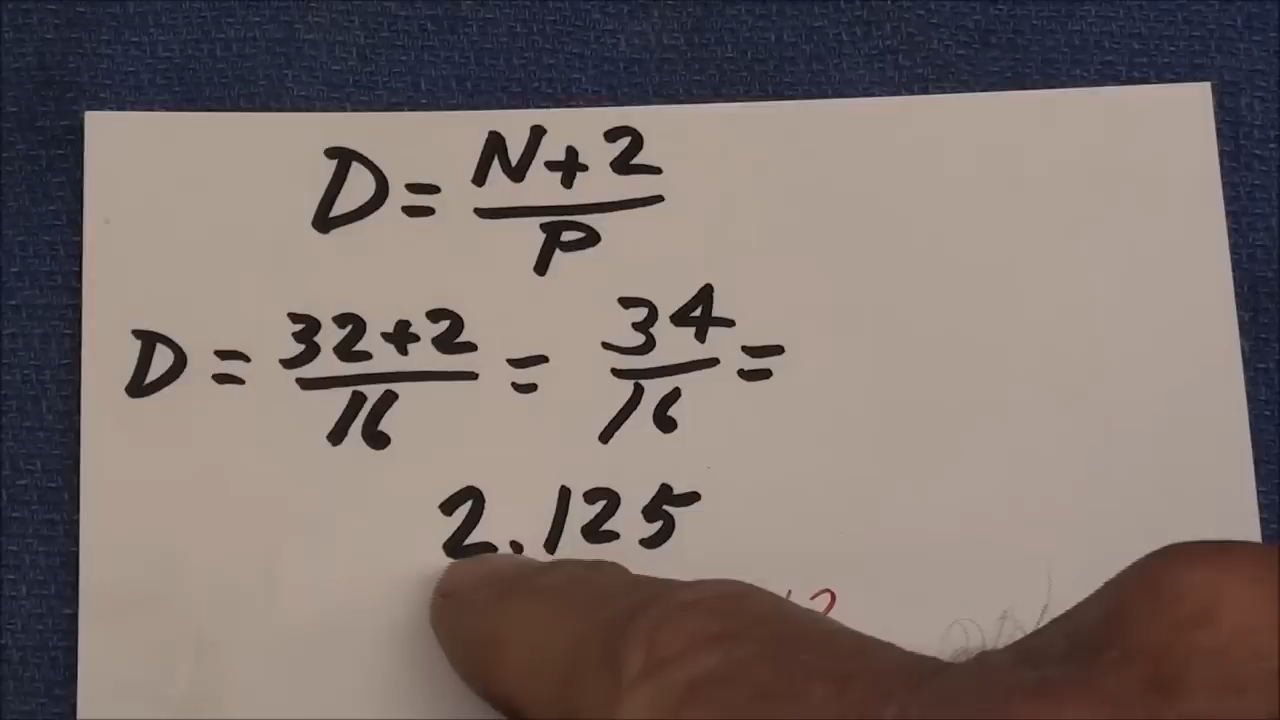 D = N+2 / P
D = 32+2 / 16 = 34 / 16 =
2.125